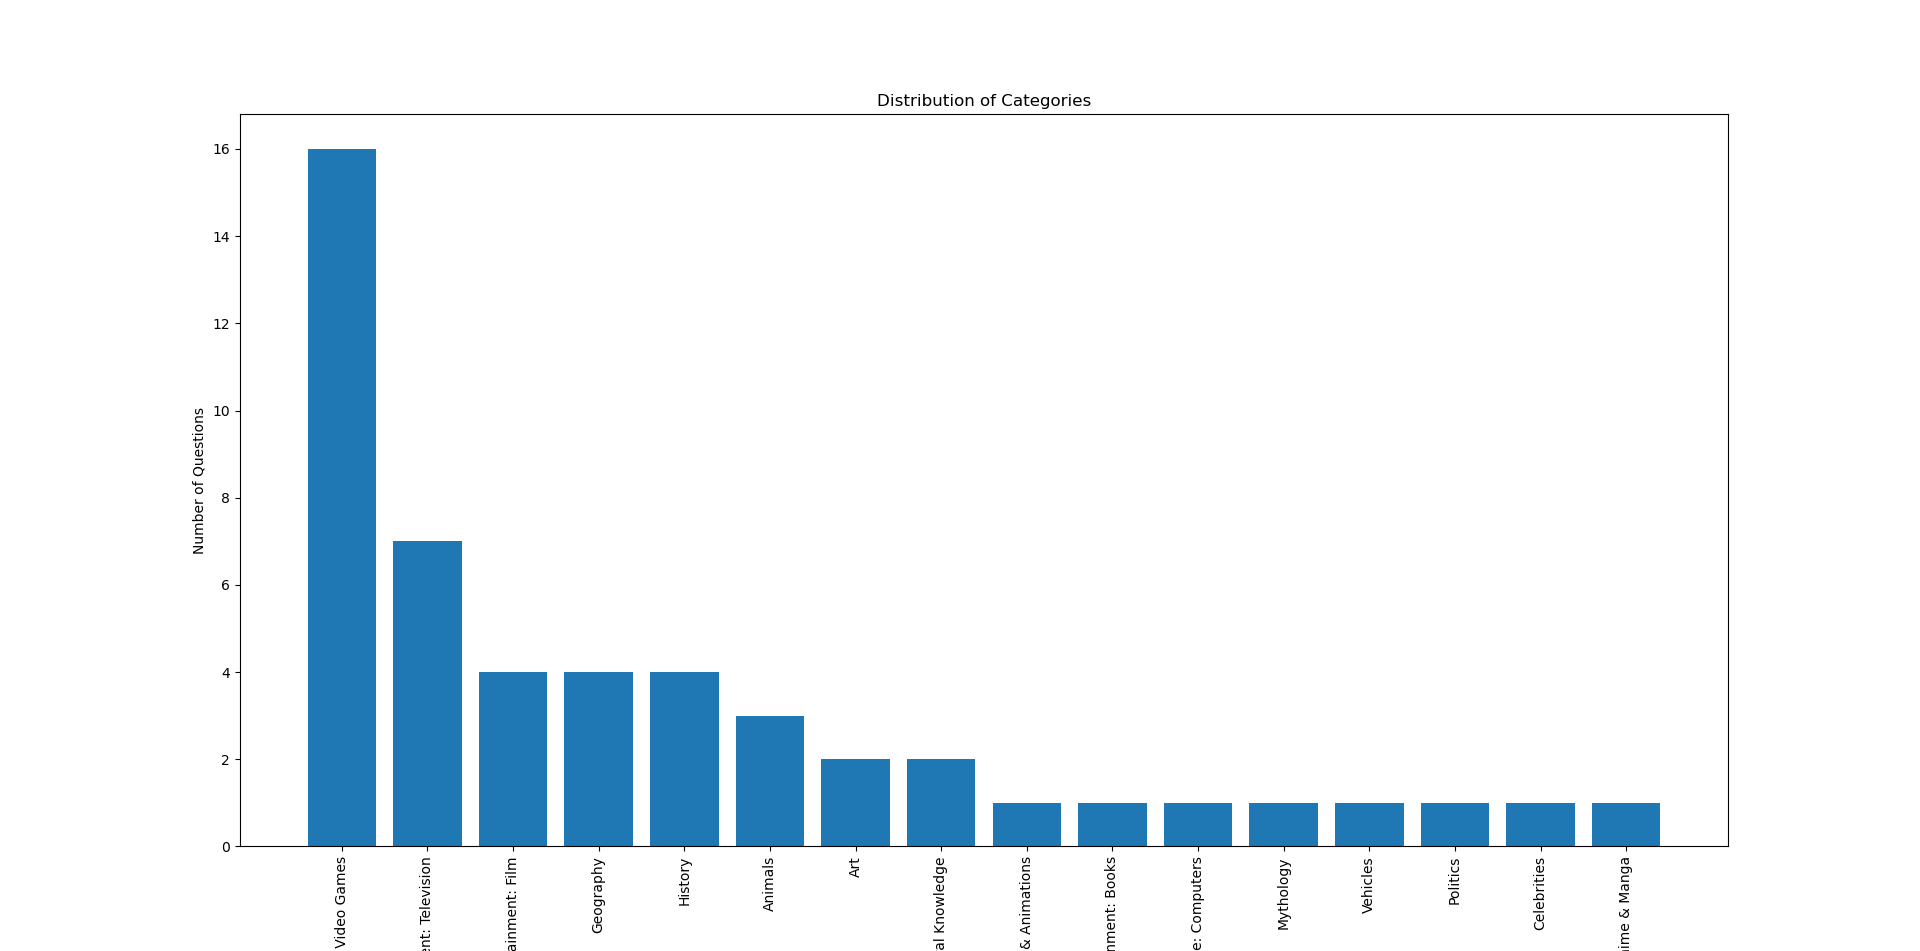 Distribution of Categories
Number of Questions
16
14
12
10
8
6
4
2
0
Video Games
ent: Television
ainment: Film
Geography
History
Animals
Art
al Knowledge
& Animations
nment: Books
e: Computers
Mythology
Vehicles
Politics
Celebrities
ime & Manga